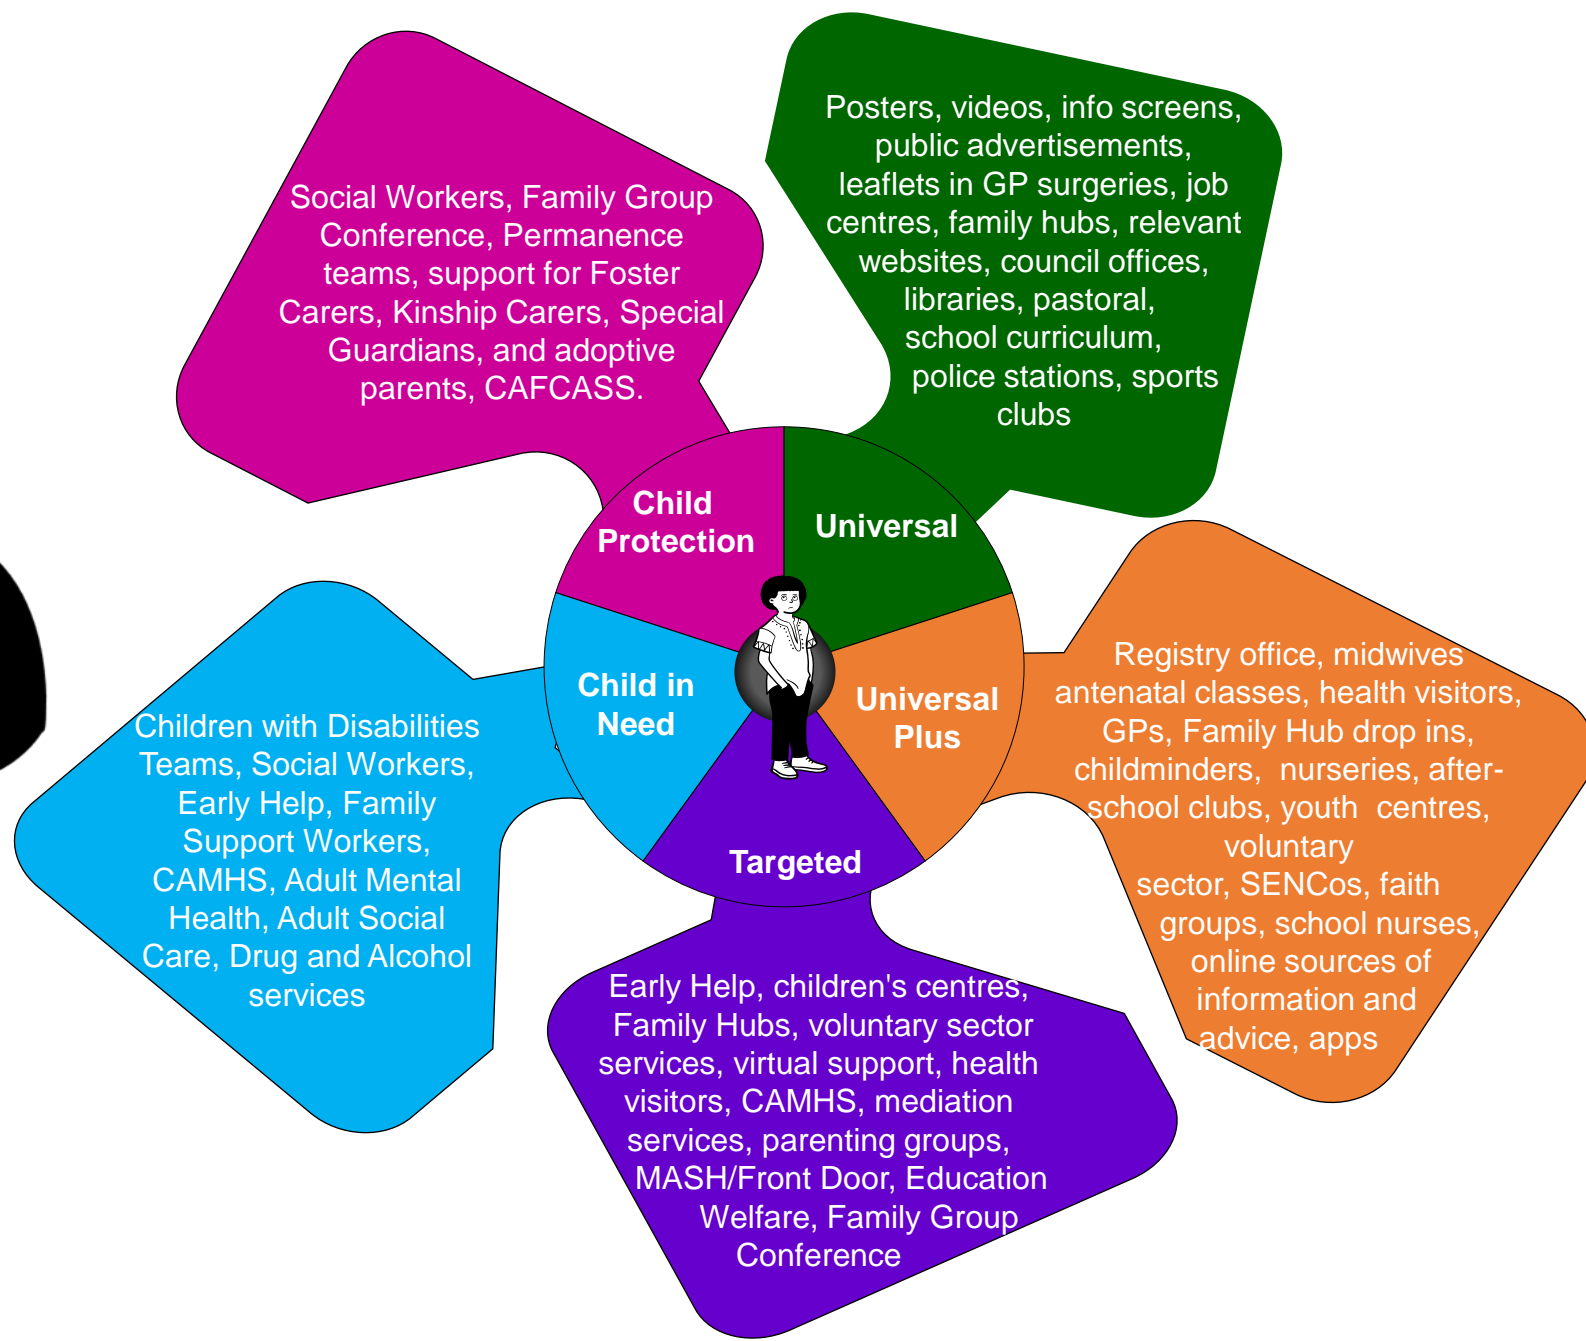 Posters, videos, info screens,
public advertisements,
leaflets in GP surgeries, job
centres, family hubs, relevant
websites, council offices,
libraries, pastoral,
school curriculum,
police stations, sports
clubs
Social Workers, Family Group
Conference, Permanence
teams, support for Foster
Carers, Kinship Carers, Special
Guardians, and adoptive
parents, CAFCASS.
Child
Protection
Universal
Child in
Need
Universal
Plus
Targeted
Registry office, midwives
antenatal classes, health visitors,
GPs, Family Hub drop ins,
childminders, nurseries, after-
school clubs, youth centres,
voluntary
sector, SENCos, faith
groups, school nurses,
online sources of
information and
advice, apps
Children with Disabilities
Teams, Social Workers,
Early Help, Family
Support Workers,
CAMHS, Adult Mental
Health, Adult Social
Care, Drug and Alcohol
services
Early Help, children's centres,
Family Hubs, voluntary sector
services, virtual support, health
visitors, CAMHS, mediation
services, parenting groups,
MASH/Front Door, Education
Welfare, Family Group
Conference